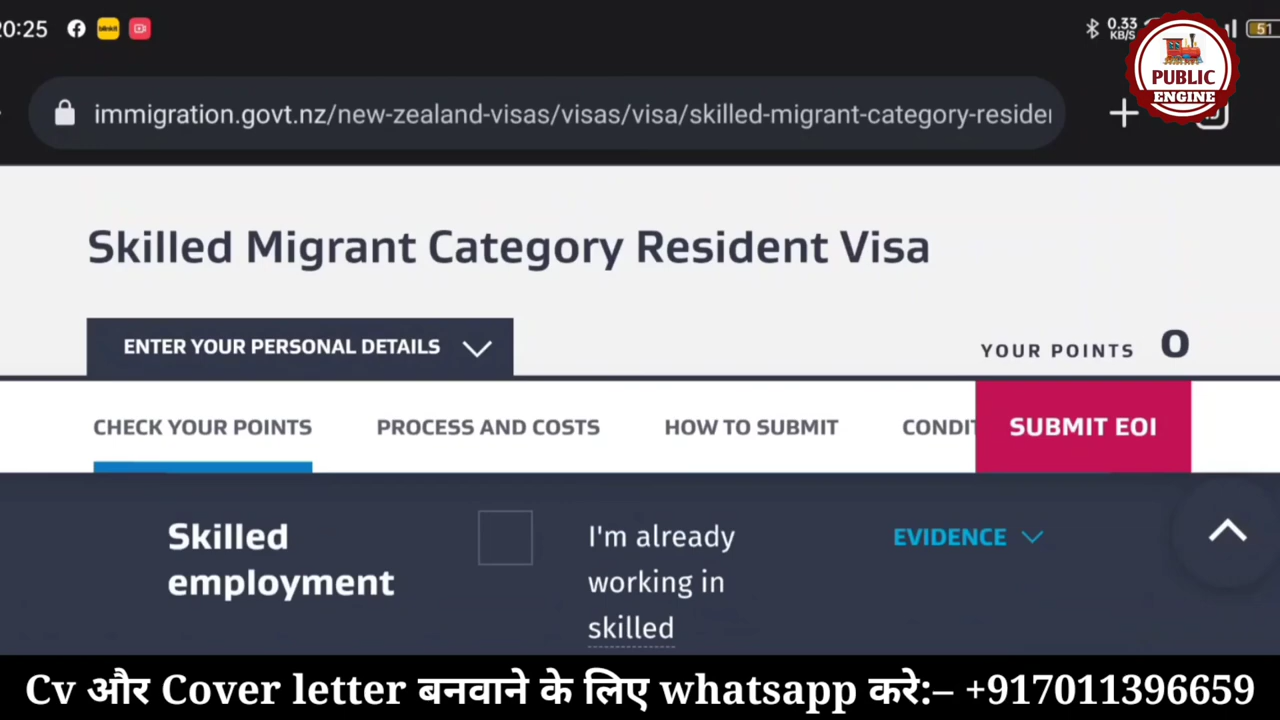 20:25
0.33
KB/S
51
PUBLIC
ENGINE
immigration.govt.nz/new-zealand-visas/visas/visa/skilled-migrant-category-reside
Skilled Migrant Category Resident Visa
ENTER YOUR PERSONAL DETAILS
YOUR POINTS 0
CHECK YOUR POINTS PROCESS AND COSTS HOW TO SUBMIT CONDIT SUBMIT EOI
Skilled
employment
I'm already
working in
skilled
EVIDENCE
Cv और Cover letter बनवाने के लिए whatsapp करे:– +917011396659